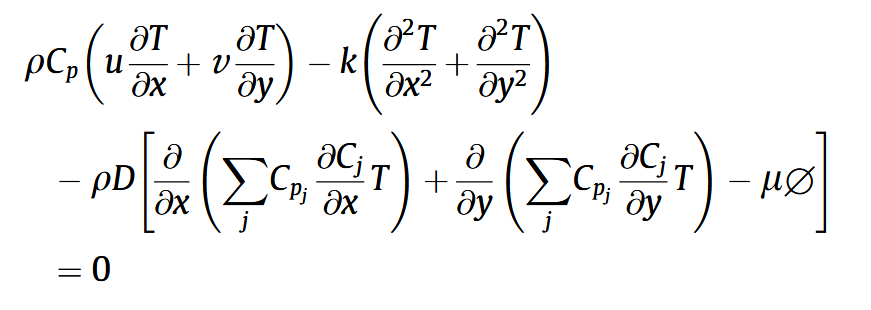 ρC_p(u ∂T/∂x + v ∂T/∂y) − k(∂²T/∂x² + ∂²T/∂y²)
− ρD[∂/∂x(∑_j C_{p_j} ∂C_j/∂x T) + ∂/∂y(∑_j C_{p_j} ∂C_j/∂y T) − μ∅]
= 0